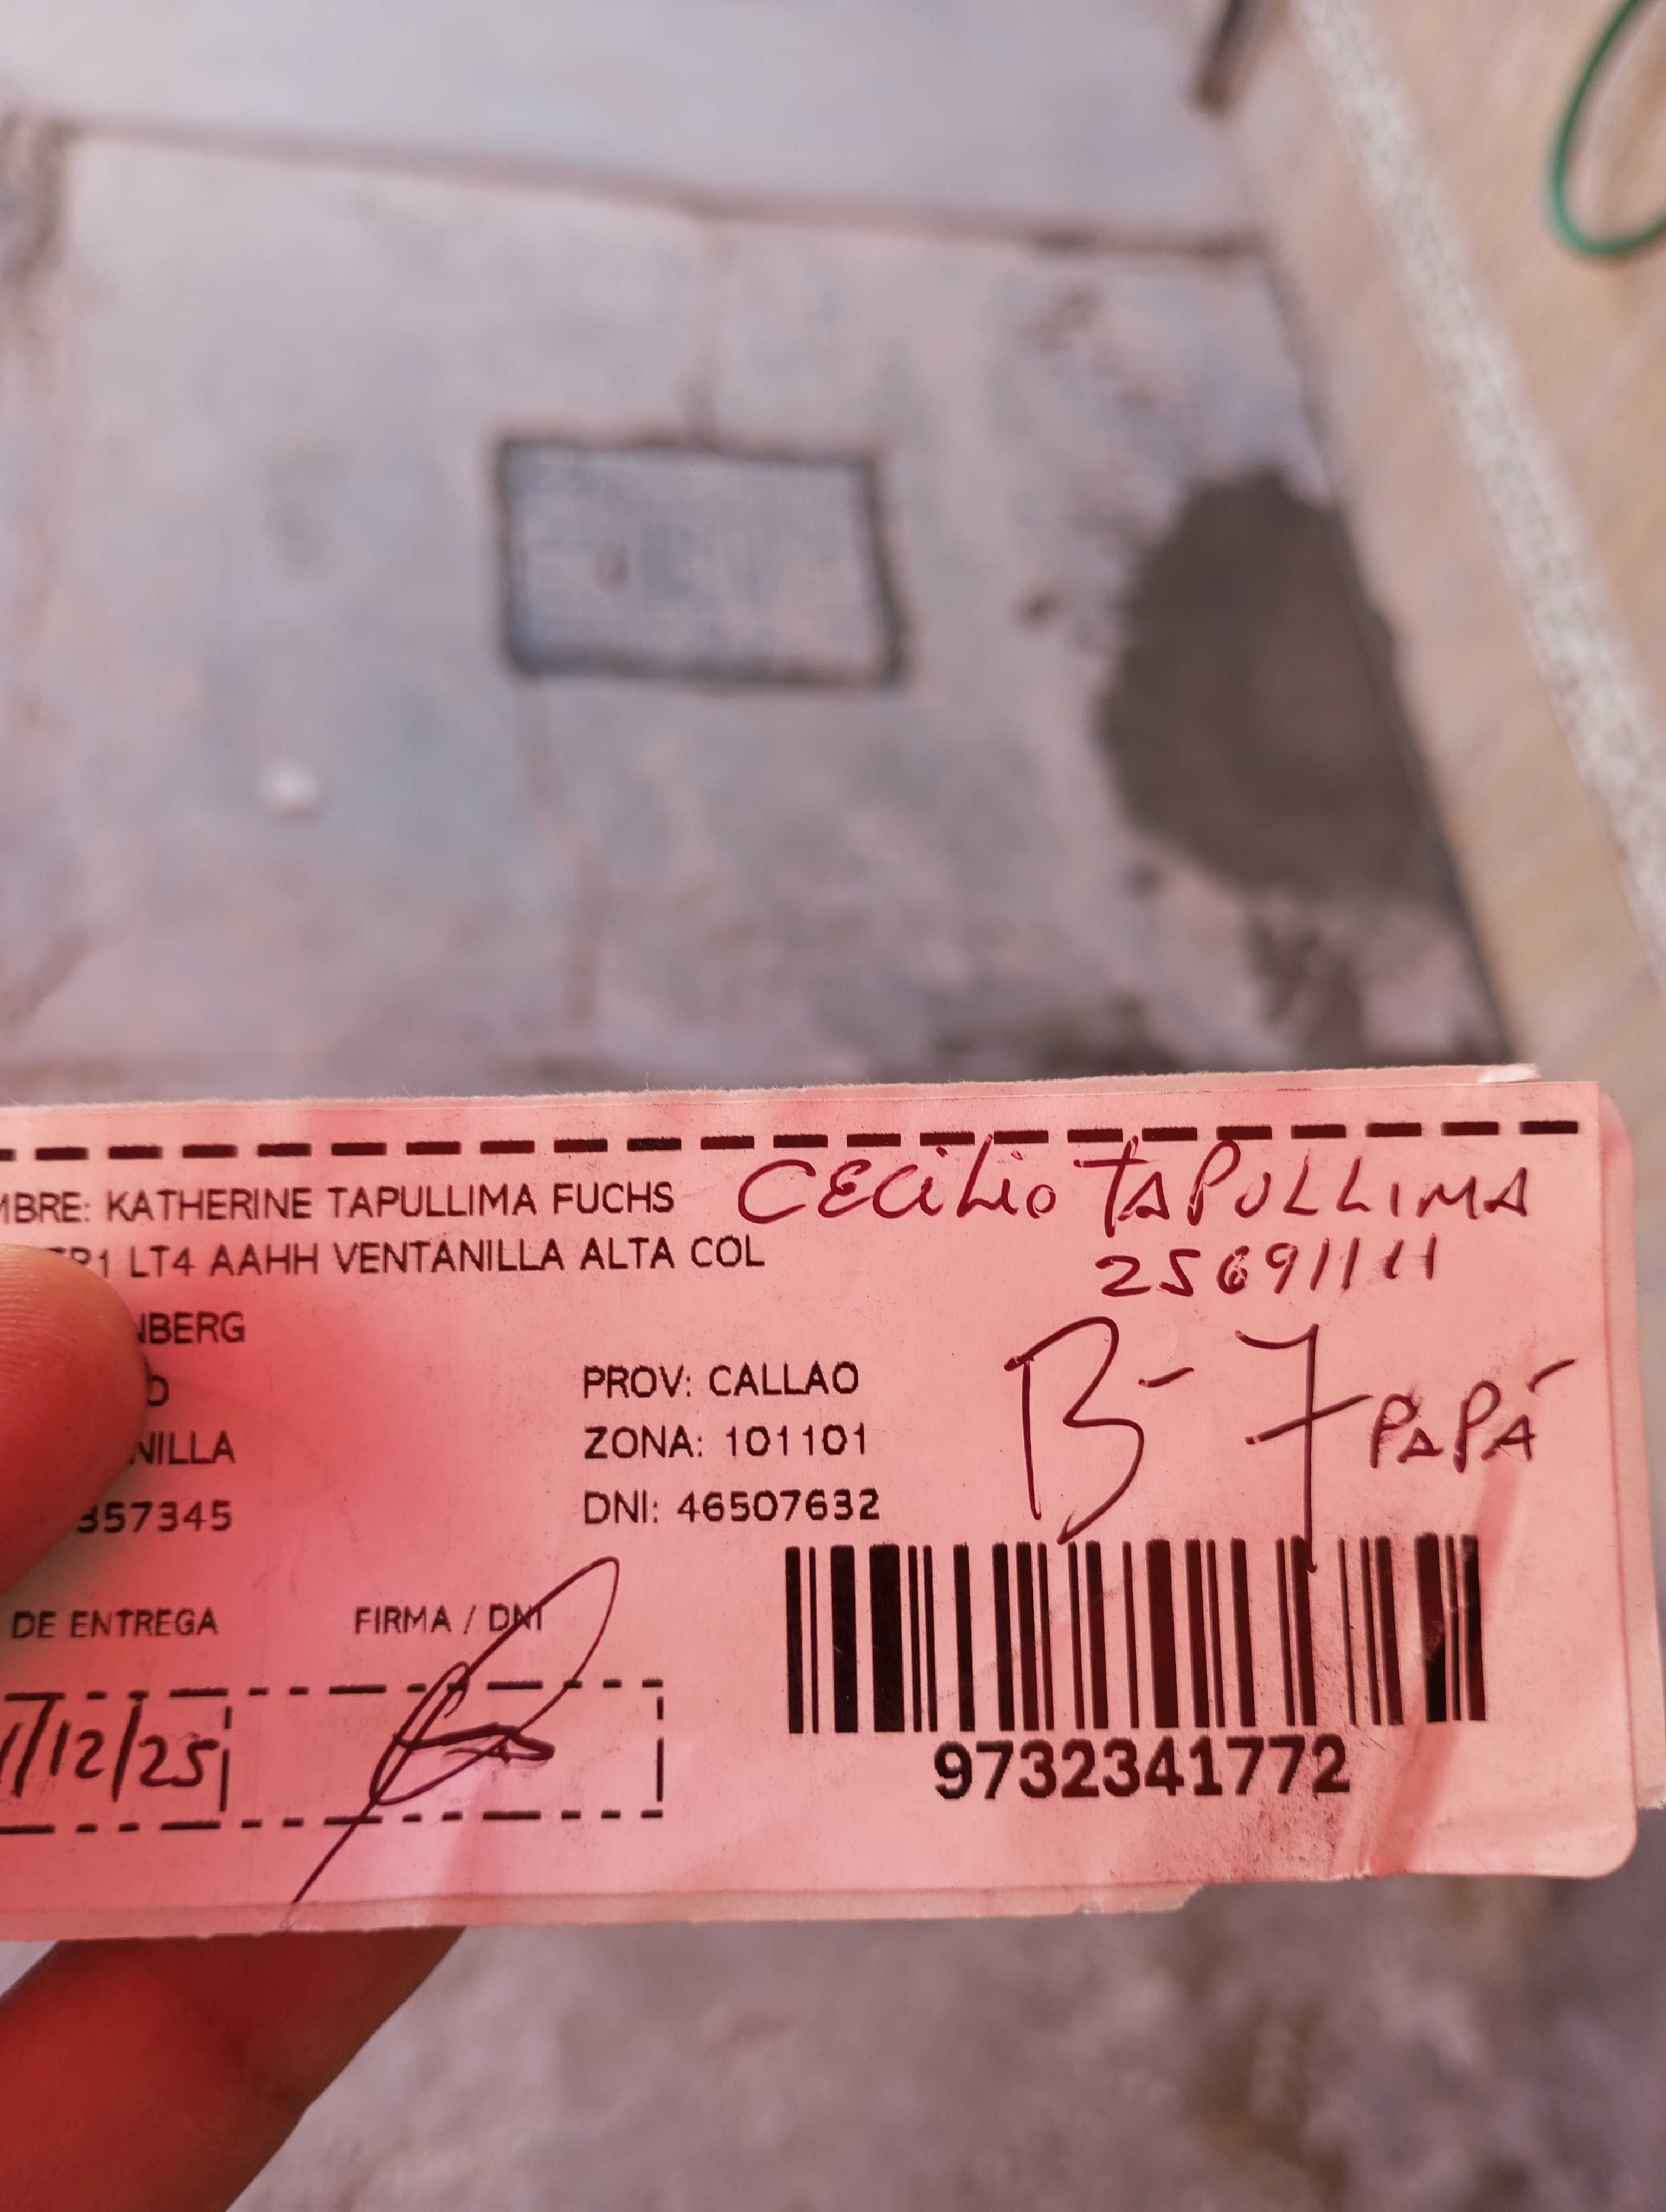 MBRE: KATHERINE TAPULLIMA FUCHS CECILIO TAPULLIMA
R1 LT4 AAHH VENTANILLA ALTA COL
25691111
NBERG
B-7 PAPÁ
D PROV: CALLAO
NILLA ZONA: 101101
357345 DNI: 46507632
DE ENTREGA FIRMA / DNI
/12/25
9732341772